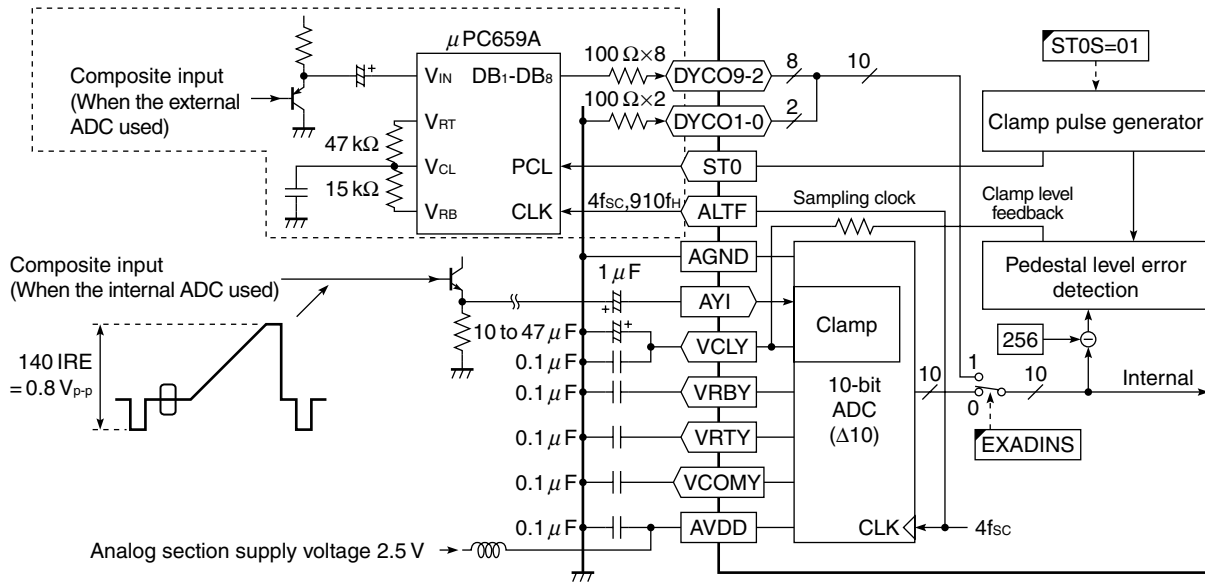 μPC659A
ST0S=01
Composite input
(When the external
ADC used)
VIN
DB1-DB8
100 Ω×8
DYCO9-2
8
10
100 Ω×2
DYCO1-0
2
Clamp pulse generator
VRT
47 kΩ
VCL
PCL
ST0
15 kΩ
VRB
CLK
4fSC,910fH
ALTF
Sampling clock
Clamp level
feedback
AGND
Composite input
(When the internal ADC used)
1 μF
+
AYI
Clamp
Pedestal level error
detection
10 to 47 μF
+
VCLY
0.1 μF
256
−
140 IRE
= 0.8 Vp-p
0.1 μF
VRBY
10-bit
ADC
(Δ10)
10
1
0
10
Internal
0.1 μF
VRTY
EXADINS
0.1 μF
VCOMY
0.1 μF
AVDD
CLK
4fSC
Analog section supply voltage 2.5 V